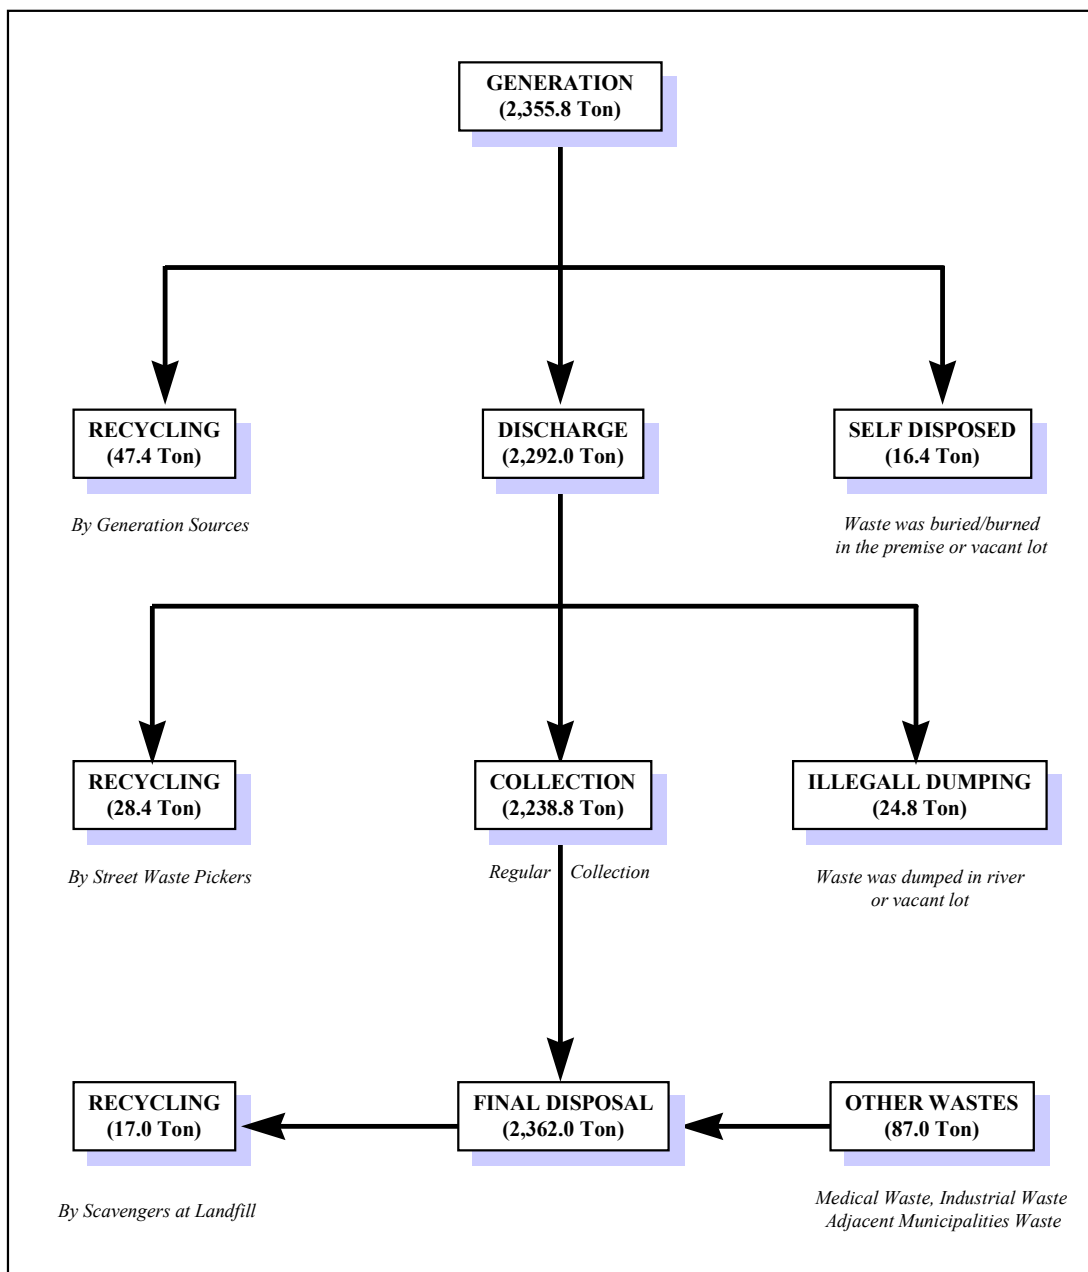 GENERATION
(2,355.8 Ton)
RECYCLING
(47.4 Ton)
DISCHARGE
(2,292.0 Ton)
SELF DISPOSED
(16.4 Ton)
By Generation Sources
Waste was buried/burned
in the premise or vacant lot
RECYCLING
(28.4 Ton)
COLLECTION
(2,238.8 Ton)
ILLEGALL DUMPING
(24.8 Ton)
By Street Waste Pickers
Regular Collection
Waste was dumped in river
or vacant lot
RECYCLING
(17.0 Ton)
FINAL DISPOSAL
(2,362.0 Ton)
OTHER WASTES
(87.0 Ton)
By Scavengers at Landfill
Medical Waste, Industrial Waste
Adjacent Municipalities Waste